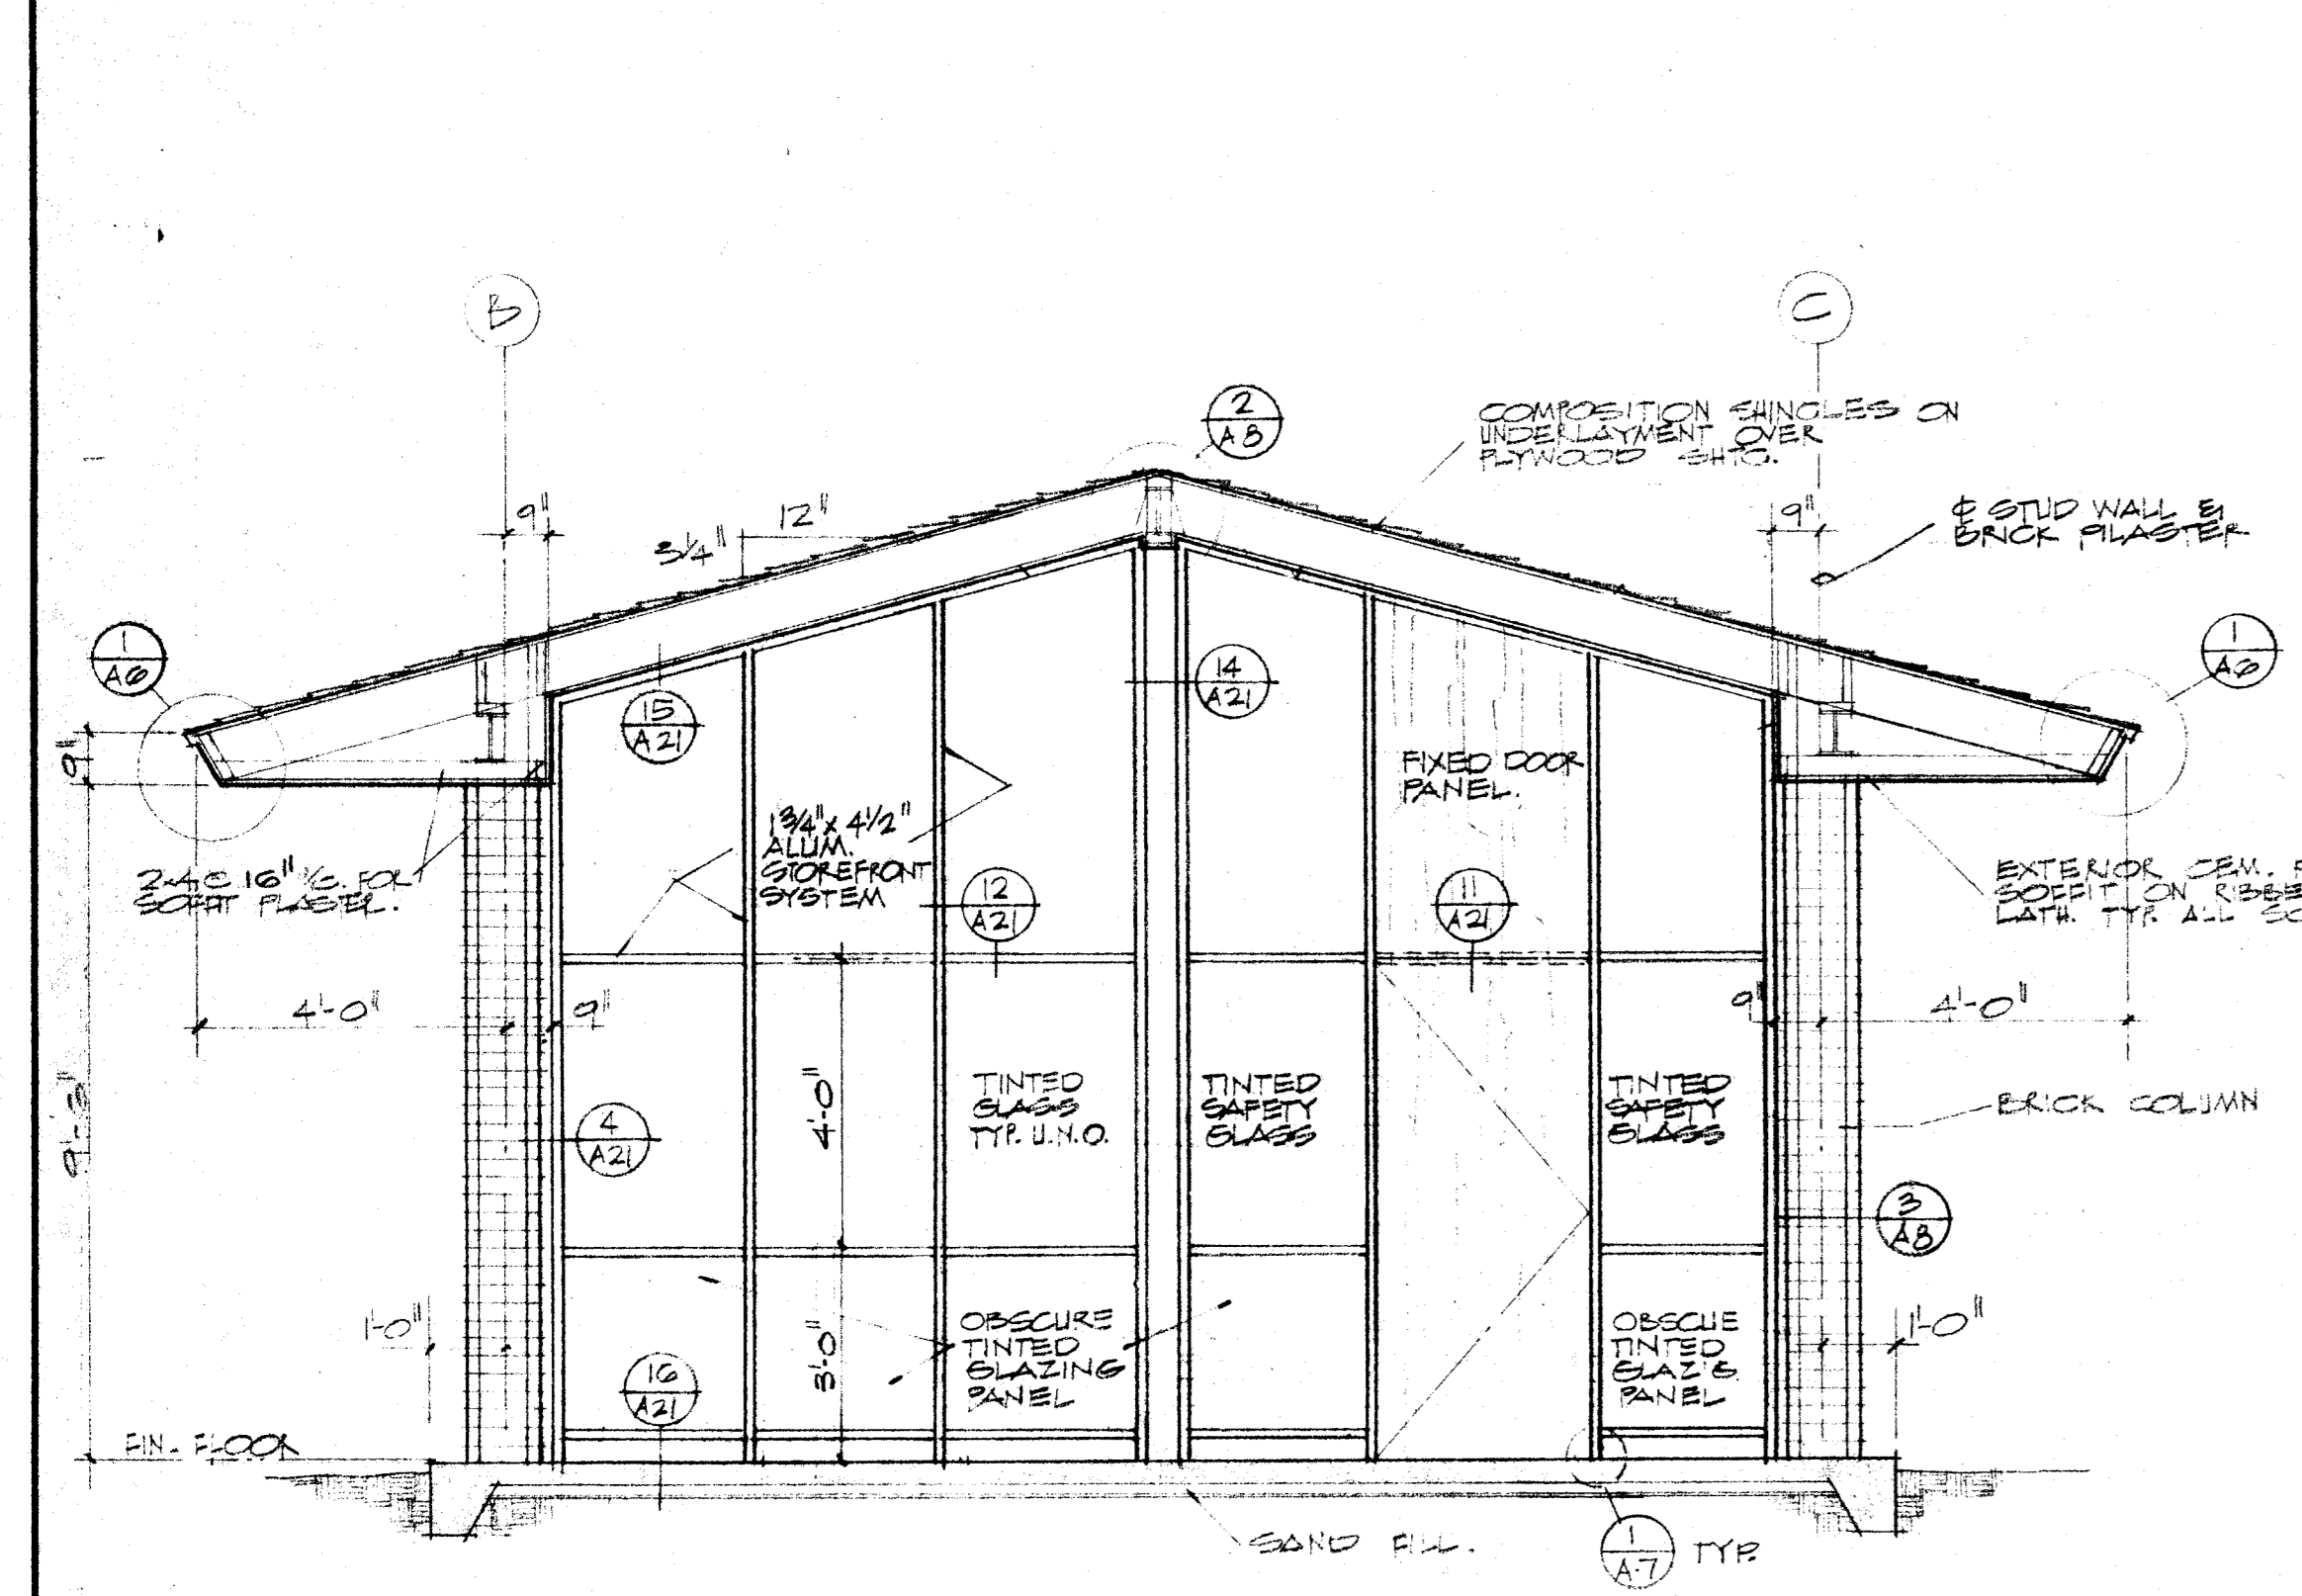 B
C
2
A8
COMPOSITION SHINGLES ON
UNDERLAYMENT OVER
PLYWOOD SHTG.
9"
12"
3 1/4"
9"
℄ STUD WALL &
BRICK PILASTER
1
A6
1
A6
15
A21
14
A21
9"
FIXED DOOR
PANEL.
1 3/4" x 4 1/2"
ALUM.
STOREFRONT
SYSTEM
2x4 @ 16" o/c. FOR
SOFFIT PLASTER.
12
A21
11
A21
EXTERIOR CEM.
SOFFIT ON
LATH. TYP. ALL
4'-0"
9"
9"
4'-0"
4'-0"
TINTED
GLASS
TYP. U.N.O.
TINTED
SAFETY
GLASS
TINTED
SAFETY
GLASS
BRICK COLUMN
4
A21
3
A8
1'-0"
3'-0"
OBSCURE
TINTED
GLAZING
PANEL
OBSCUE
TINTED
GLAZ'G.
PANEL
1'-0"
16
A21
FIN. FLOOR
SAND FILL.
1
A-7
TYP.